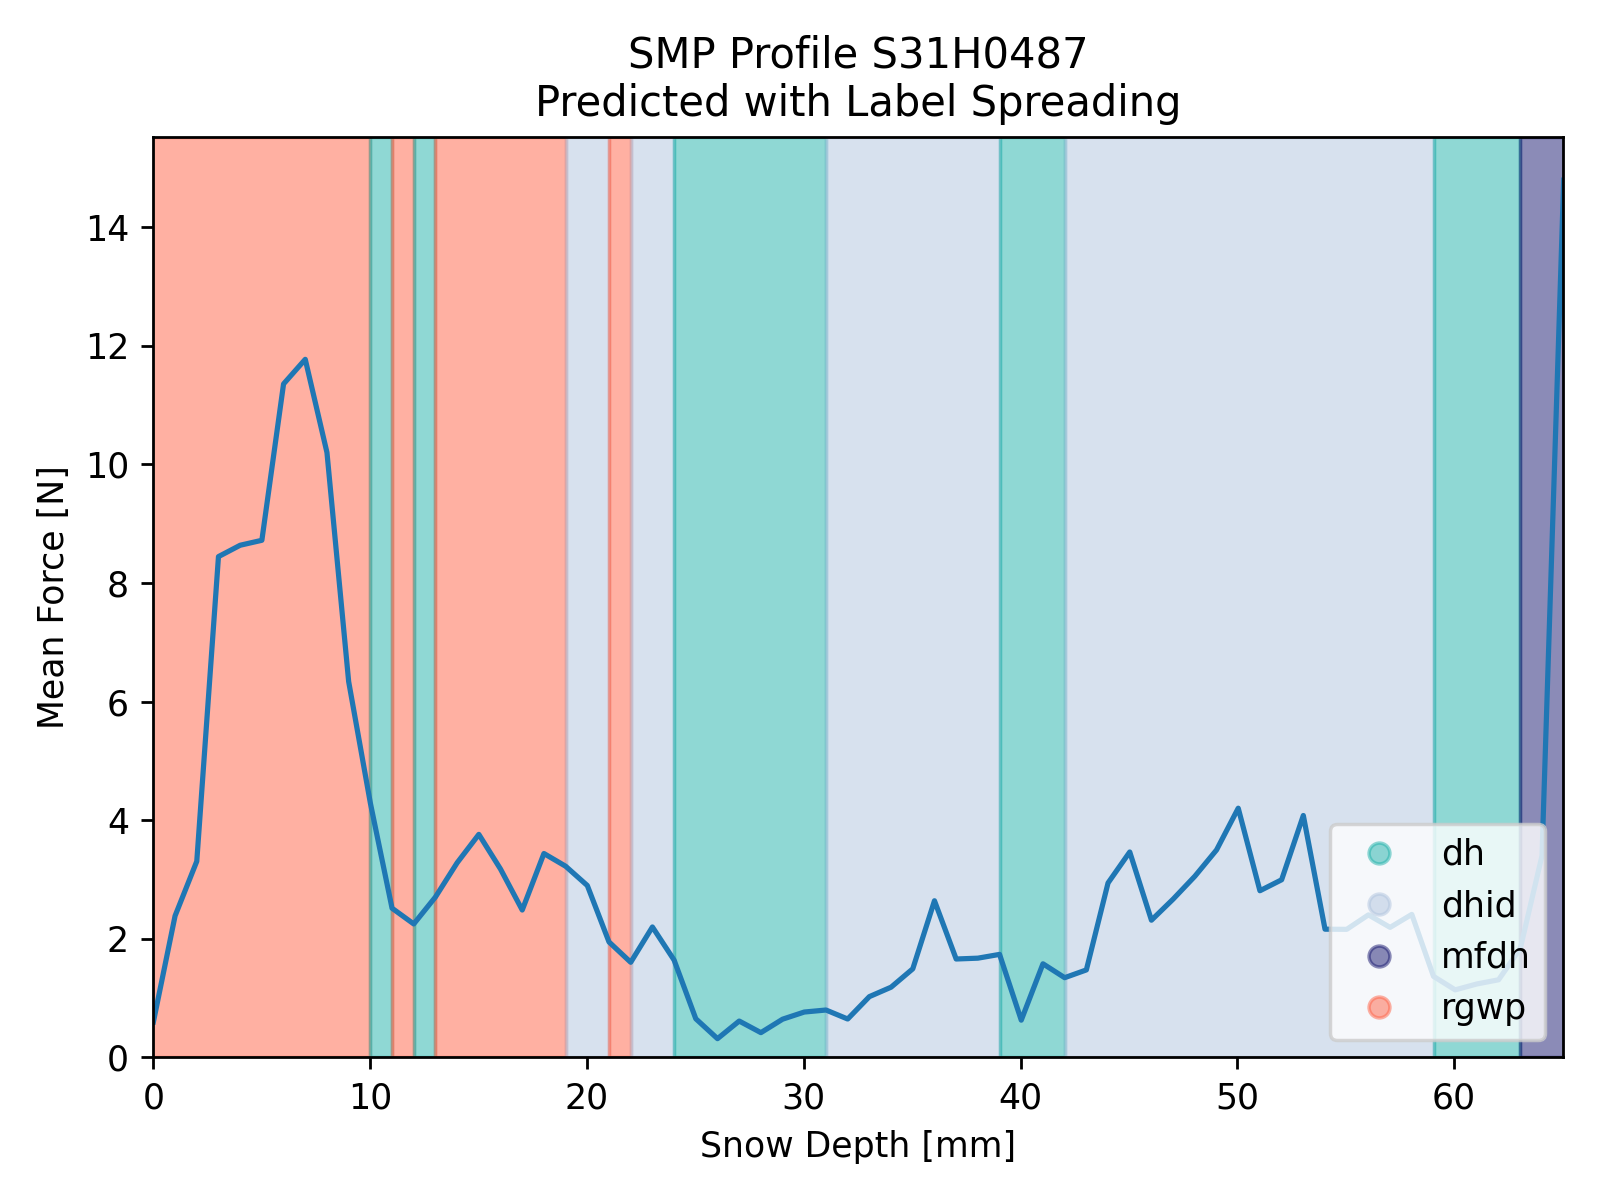 SMP Profile S31H0487
Predicted with Label Spreading
Mean Force [N]
14
12
10
8
6
4
2
0
0 10 20 30 40 50 60
Snow Depth [mm]
dh
dhid
mfdh
rgwp